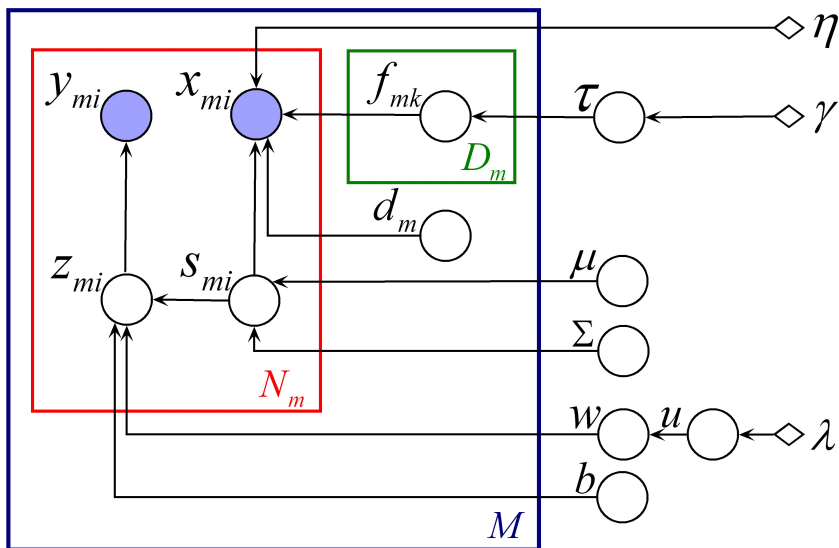 η
y_mi x_mi f_mk τ γ
D_m
d_m
z_mi s_mi μ
Σ
N_m w u λ
b
M